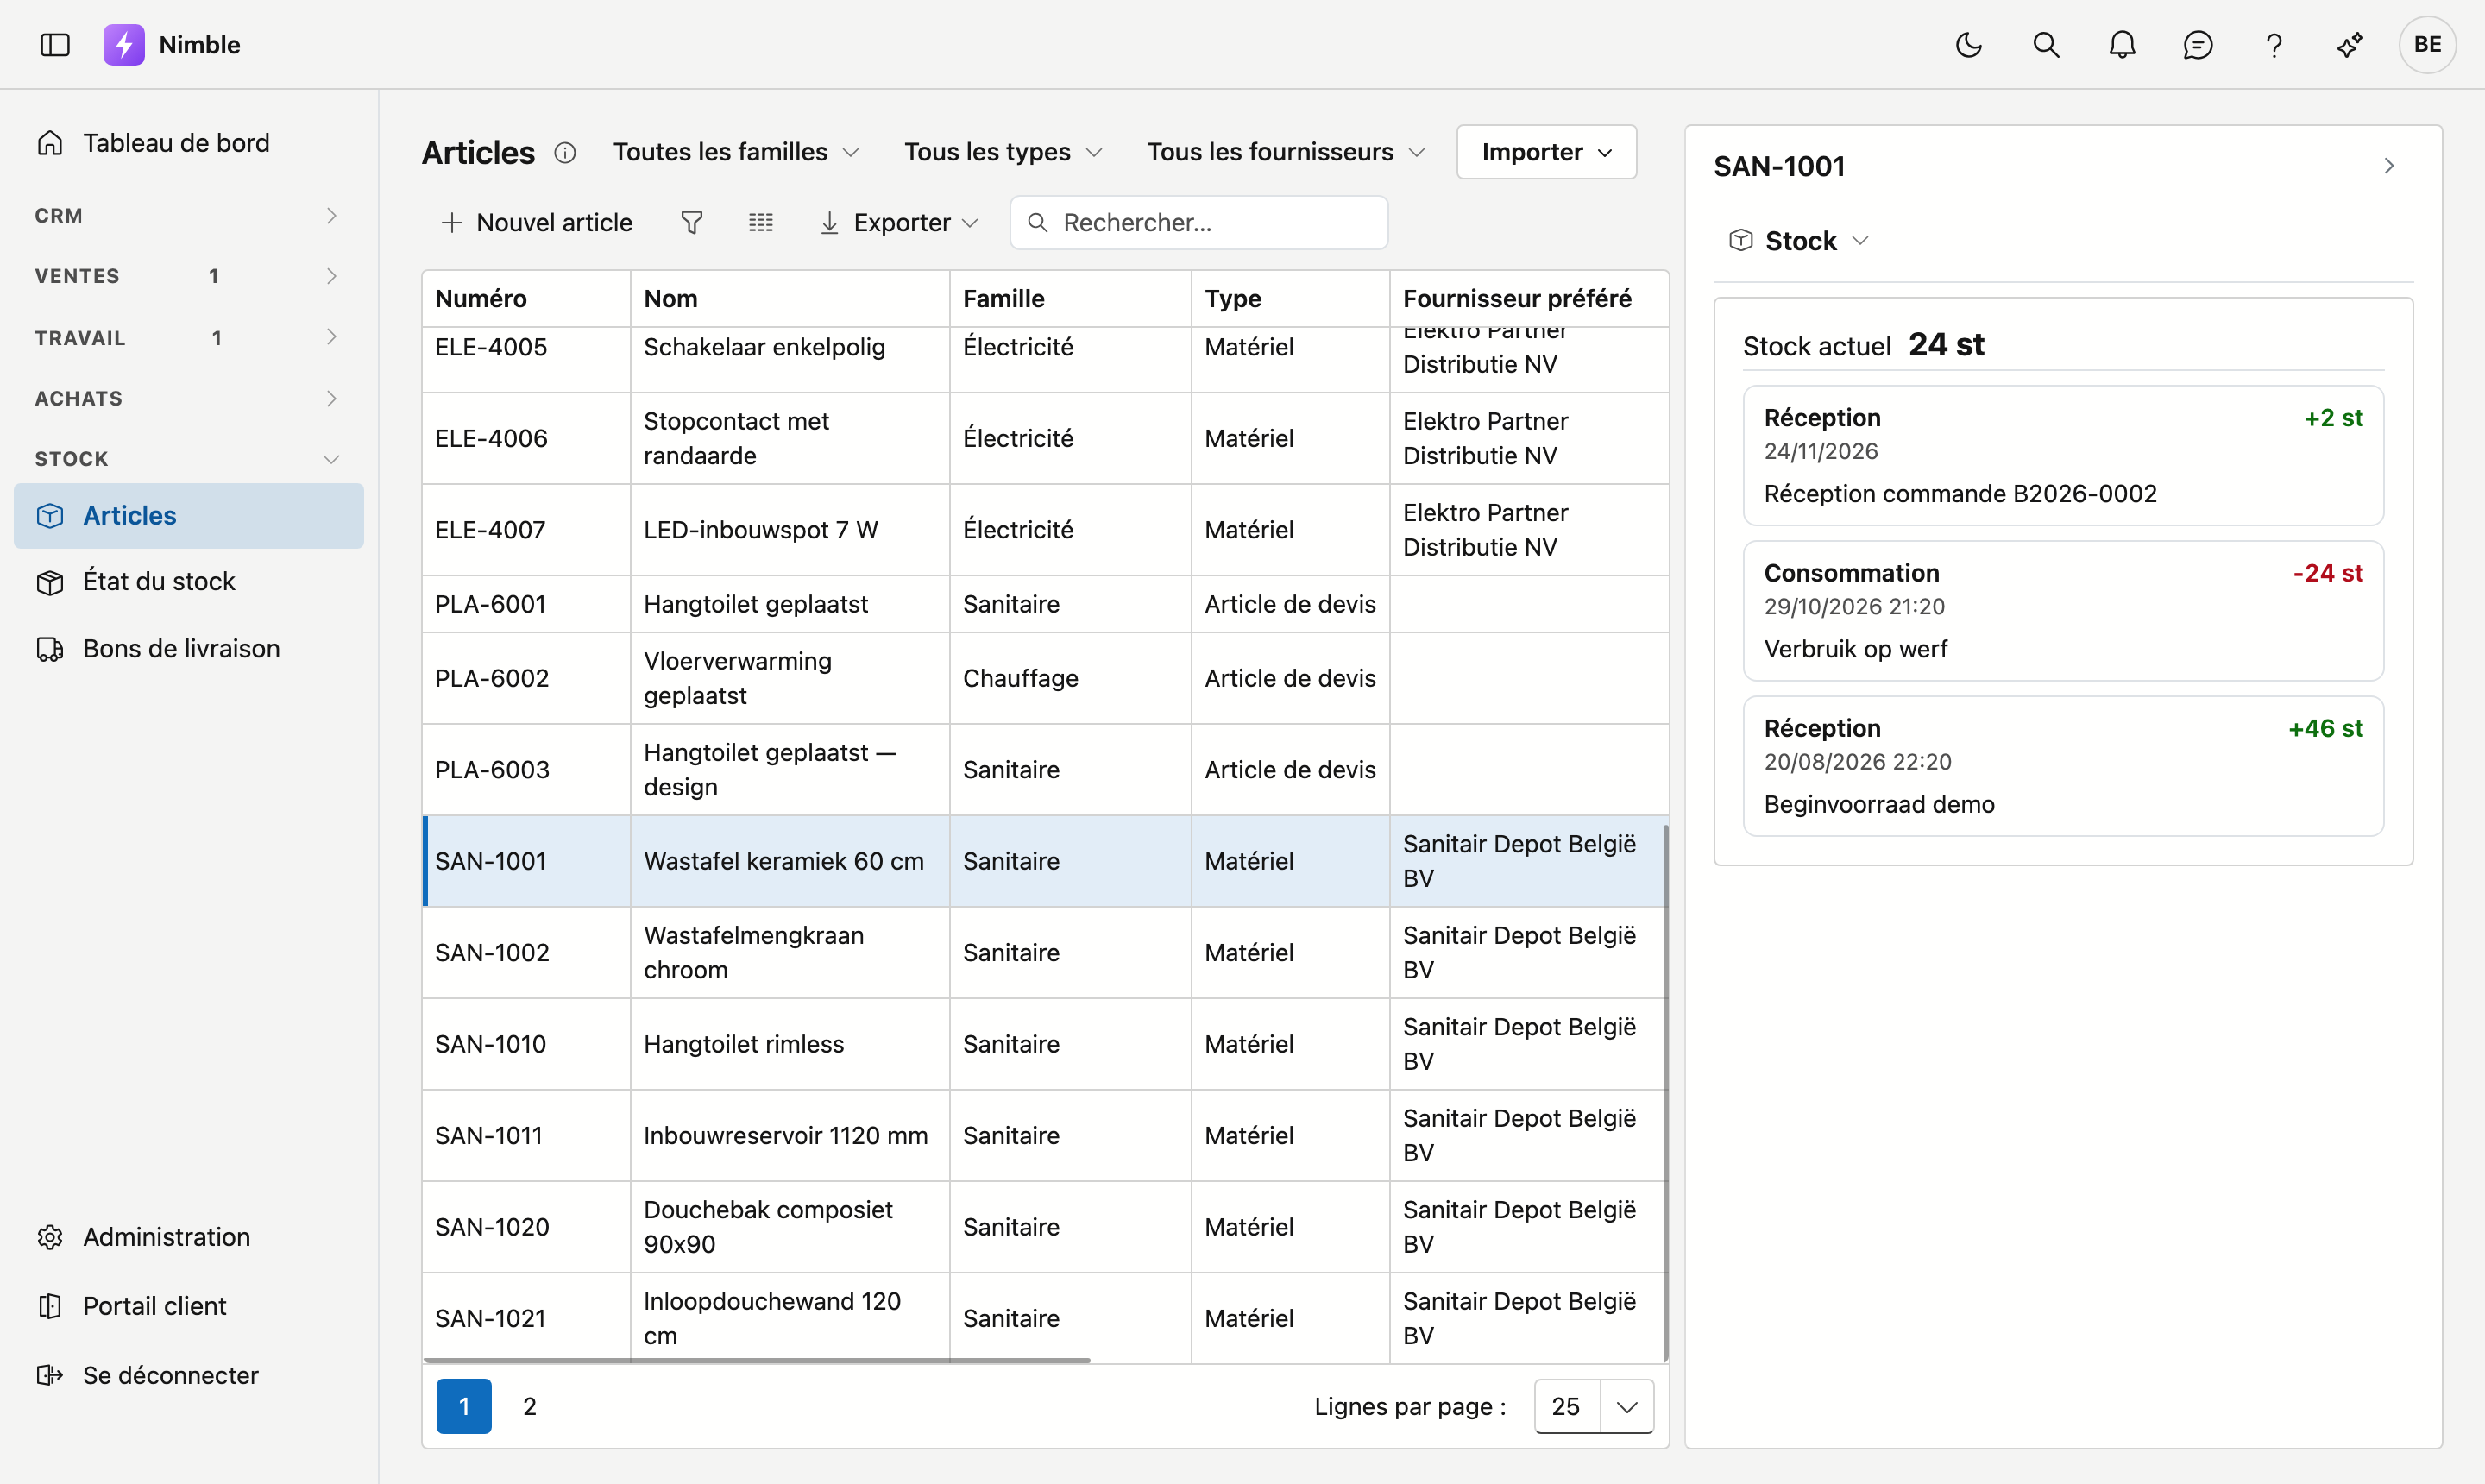 Nimble
BE
Tableau de bord
CRM
VENTES 1
TRAVAIL 1
ACHATS
STOCK
Articles
État du stock
Bons de livraison
Administration
Portail client
Se déconnecter
Articles Toutes les familles Tous les types Tous les fournisseurs Importer
Nouvel article Exporter Rechercher...
Numéro Nom Famille Type Fournisseur préféré
ELE-4005 Schakelaar enkelpolig Électricité Matériel Elektro Partner
Distributie NV
ELE-4006 Stopcontact met
randaarde Électricité Matériel Elektro Partner
Distributie NV
ELE-4007 LED-inbouwspot 7 W Électricité Matériel Elektro Partner
Distributie NV
PLA-6001 Hangtoilet geplaatst Sanitaire Article de devis
PLA-6002 Vloerverwarming
geplaatst Chauffage Article de devis
PLA-6003 Hangtoilet geplaatst —
design Sanitaire Article de devis
SAN-1001 Wastafel keramiek 60 cm Sanitaire Matériel Sanitair Depot België
BV
SAN-1002 Wastafelmengkraan
chroom Sanitaire Matériel Sanitair Depot België
BV
SAN-1010 Hangtoilet rimless Sanitaire Matériel Sanitair Depot België
BV
SAN-1011 Inbouwreservoir 1120 mm Sanitaire Matériel Sanitair Depot België
BV
SAN-1020 Douchebak composiet
90x90 Sanitaire Matériel Sanitair Depot België
BV
SAN-1021 Inloopdouchewand 120
cm Sanitaire Matériel Sanitair Depot België
BV
1 2 Lignes par page : 25
SAN-1001
Stock
Stock actuel 24 st
Réception +2 st
24/11/2026
Réception commande B2026-0002
Consommation -24 st
29/10/2026 21:20
Verbruik op werf
Réception +46 st
20/08/2026 22:20
Beginvoorraad demo